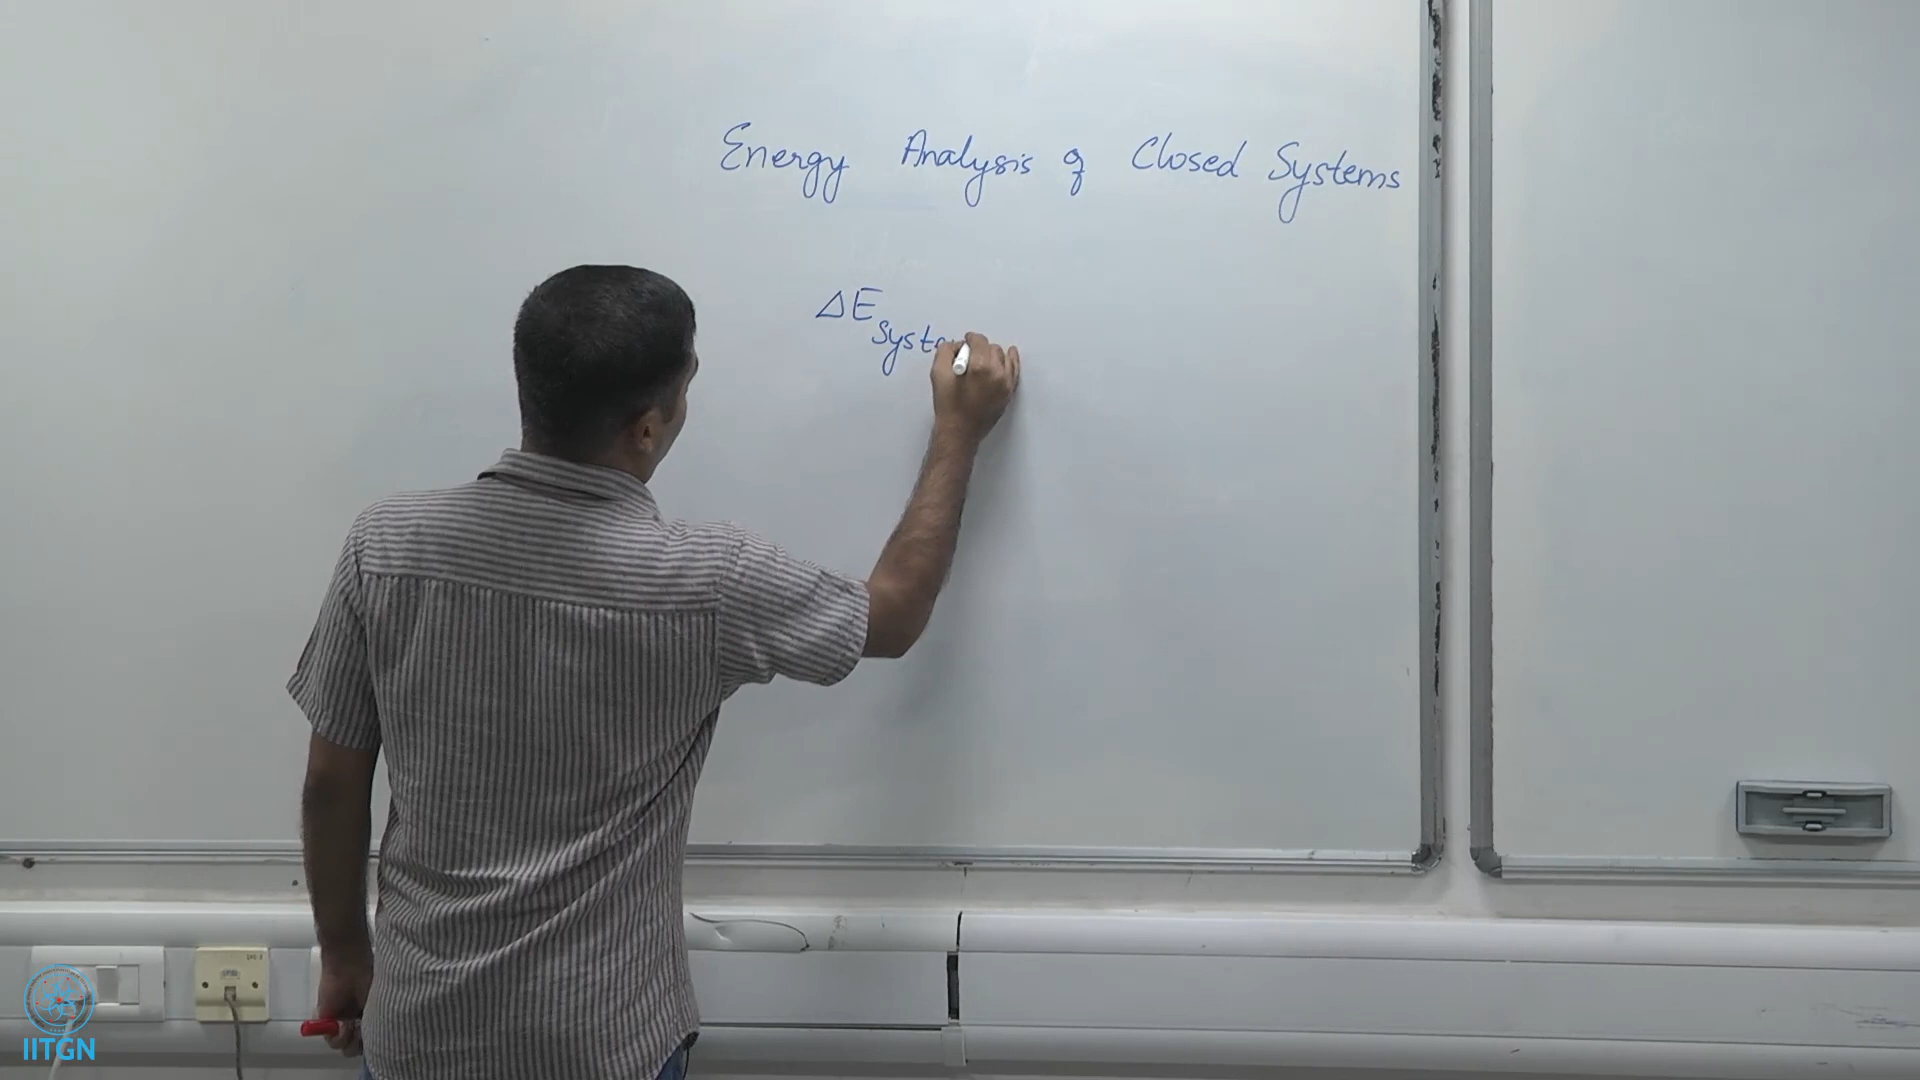 Energy Analysis of Closed Systems
ΔE
IITGN